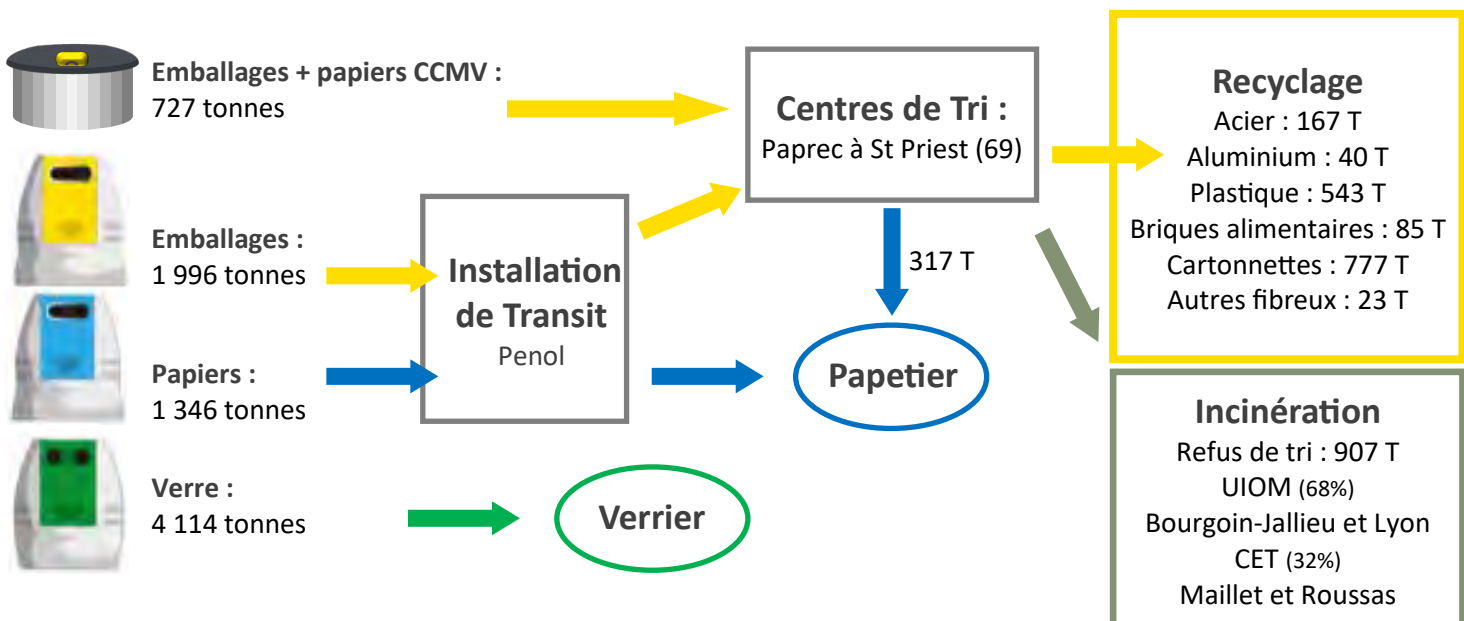 Emballages + papiers CCMV :
727 tonnes
Emballages :
1 996 tonnes
Papiers :
1 346 tonnes
Verre :
4 114 tonnes
Installation
de Transit
Penol
Centres de Tri :
Paprec à St Priest (69)
317 T
Papetier
Verrier
Recyclage
Acier : 167 T
Aluminium : 40 T
Plastique : 543 T
Briques alimentaires : 85 T
Cartonnettes : 777 T
Autres fibreux : 23 T
Incinération
Refus de tri : 907 T
UIOM (68%)
Bourgoin-Jallieu et Lyon
CET (32%)
Maillet et Roussas